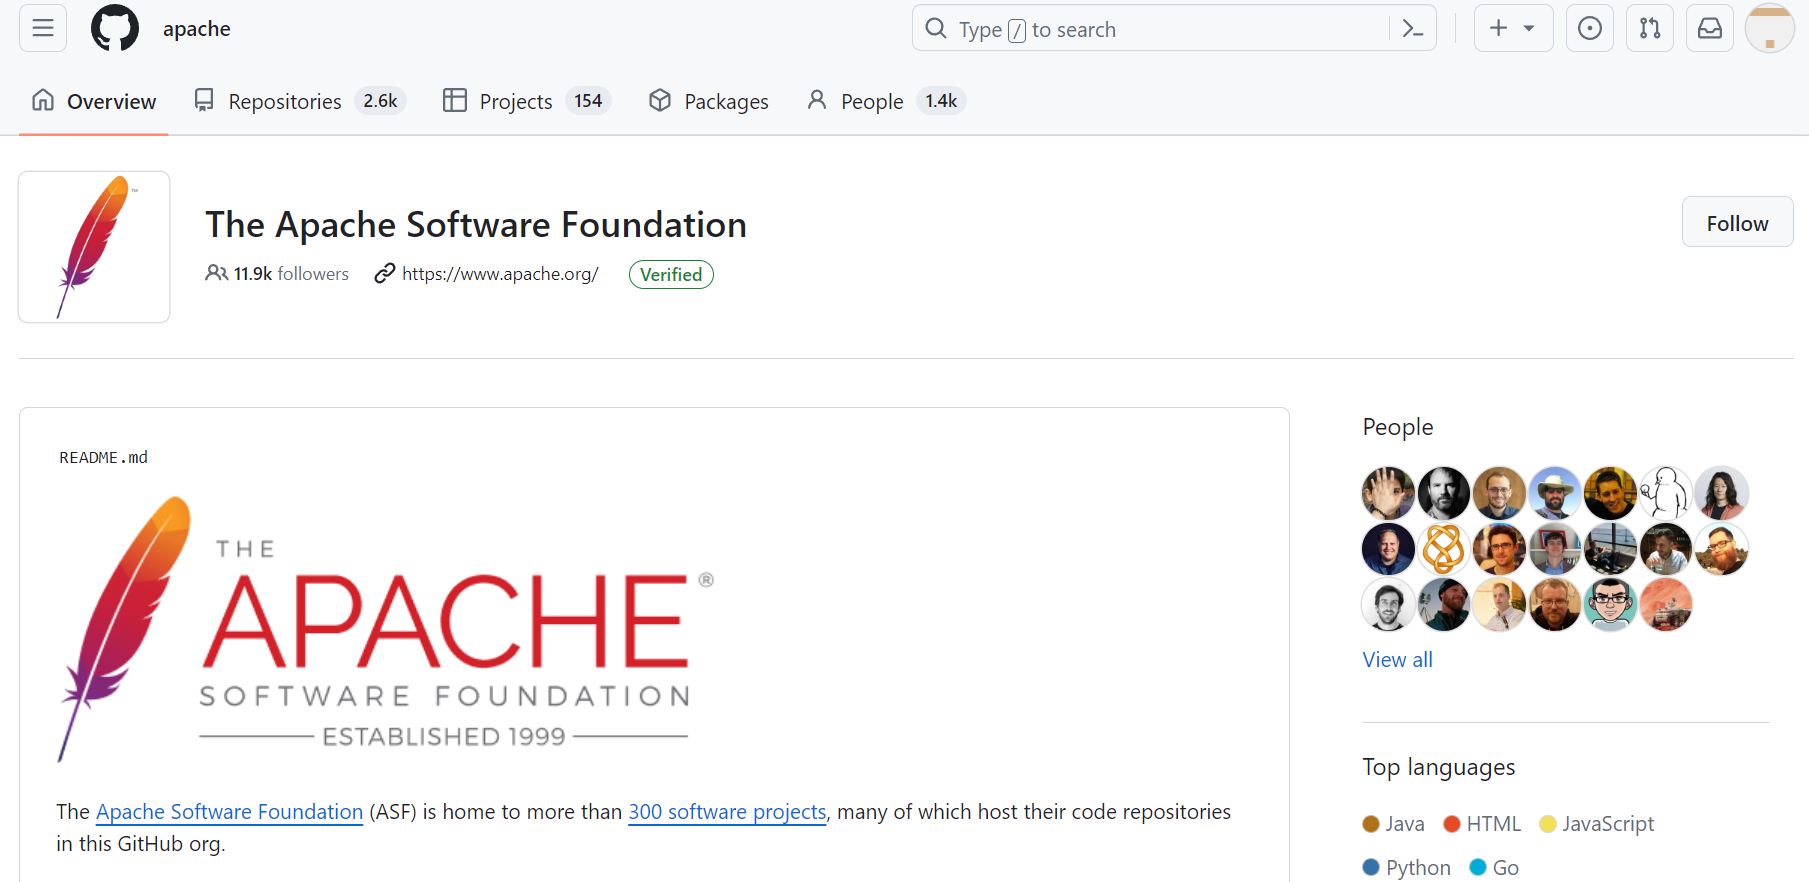 apache
Type / to search
Overview
Repositories 2.6k
Projects 154
Packages
People 1.4k
The Apache Software Foundation
11.9k followers
https://www.apache.org/
Verified
Follow
README.md
THE
APACHE®
SOFTWARE FOUNDATION
ESTABLISHED 1999
The Apache Software Foundation (ASF) is home to more than 300 software projects, many of which host their code repositories
in this GitHub org.
People
View all
Top languages
Java HTML JavaScript
Python Go